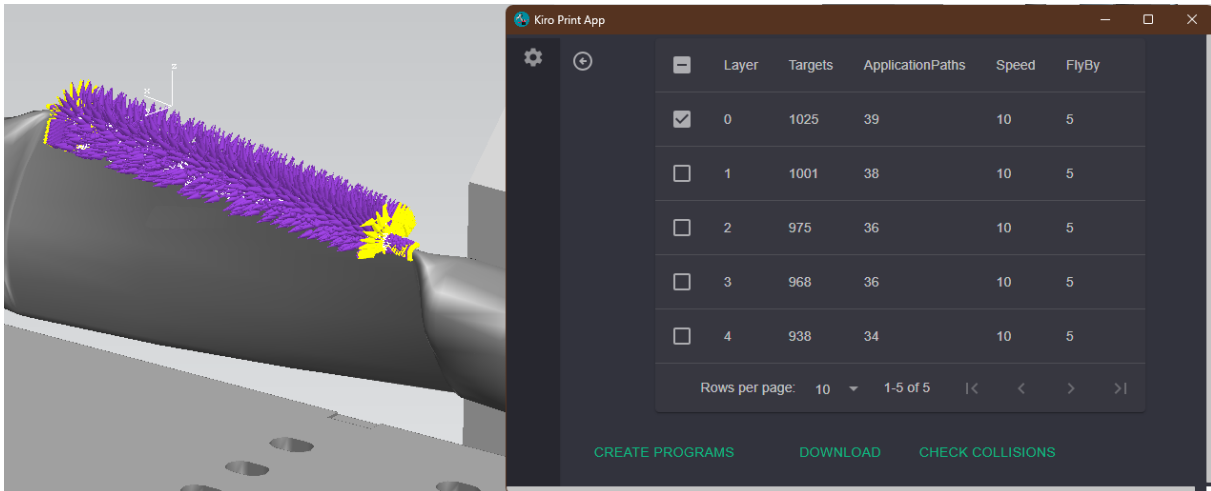 Kiro Print App
Layer Targets ApplicationPaths Speed FlyBy
0 1025 39 10 5
1 1001 38 10 5
2 975 36 10 5
3 968 36 10 5
4 938 34 10 5
Rows per page: 10 1-5 of 5
CREATE PROGRAMS DOWNLOAD CHECK COLLISIONS